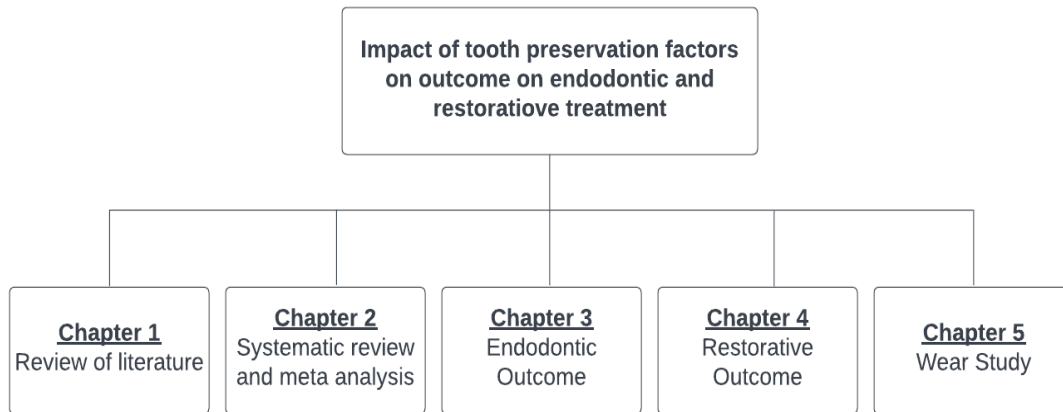 Impact of tooth preservation factors
on outcome on endodontic and
restoratiove treatment
Chapter 1
Review of literature
Chapter 2
Systematic review
and meta analysis
Chapter 3
Endodontic
Outcome
Chapter 4
Restorative
Outcome
Chapter 5
Wear Study